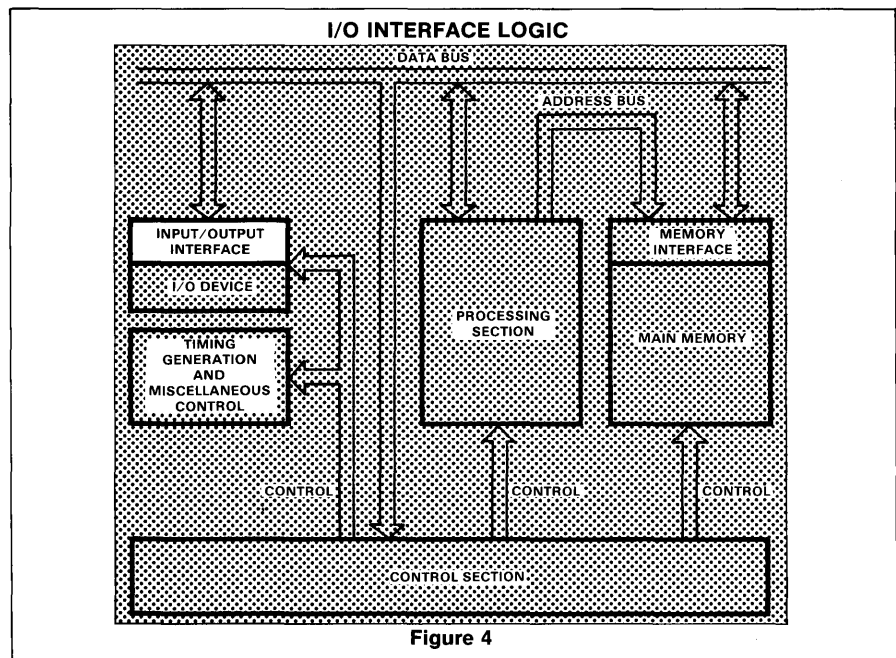 I/O INTERFACE LOGIC
DATA BUS
ADDRESS BUS
INPUT/OUTPUT
INTERFACE
I/O DEVICE
TIMING
GENERATION
AND
MISCELLANEOUS
CONTROL
PROCESSING
SECTION
MEMORY
INTERFACE
MAIN MEMORY
CONTROL
CONTROL
CONTROL
CONTROL SECTION
Figure 4